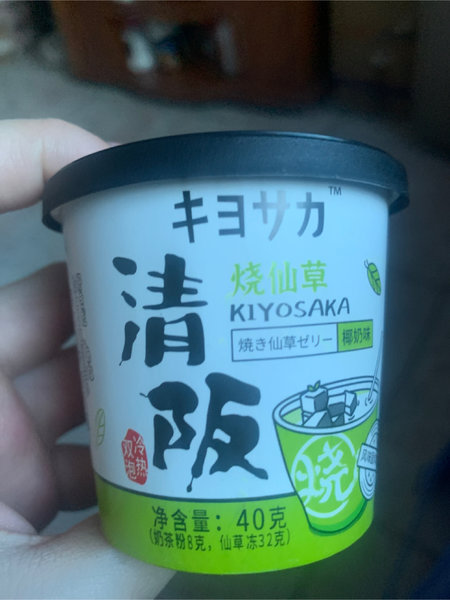 キヨサカ™
清阪
烧仙草
KIYOSAKA
焼き仙草ゼリー 椰奶味
冷热
双泡
烧
净含量：40克
(奶茶粉8克，仙草冻32克)